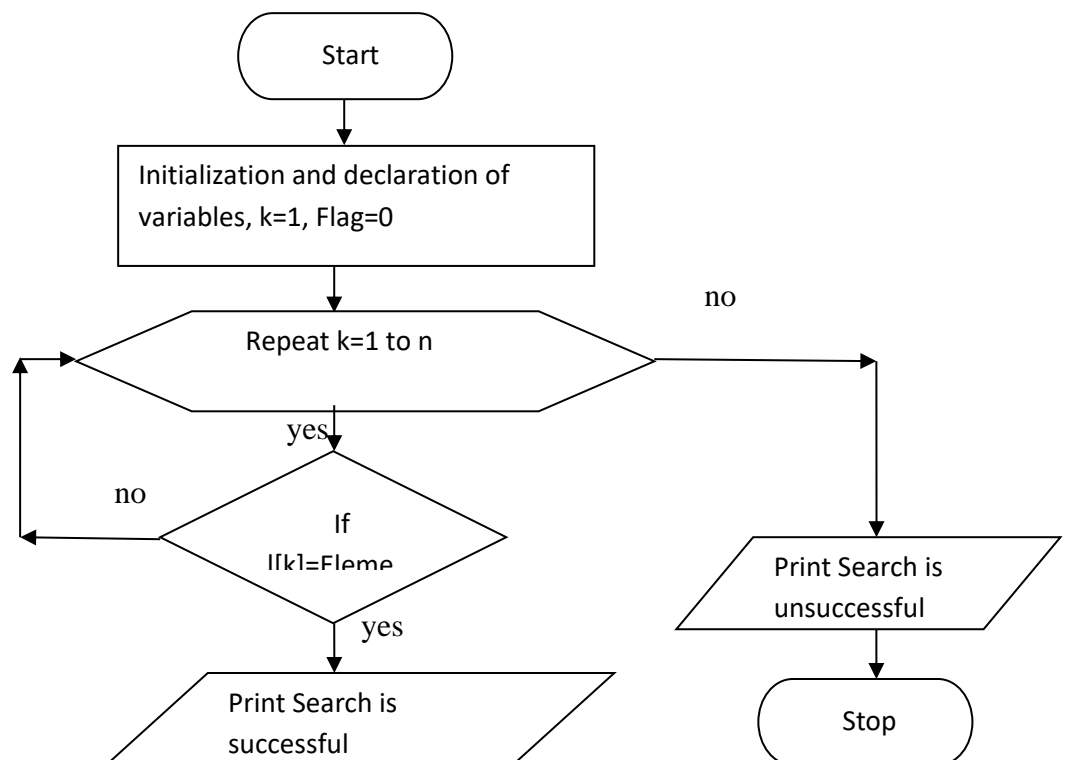 Start
Initialization and declaration of
variables, k=1, Flag=0
no
Repeat k=1 to n
yes
no
If
l[k]=Eleme
yes
Print Search is
unsuccessful
Print Search is
successful
Stop